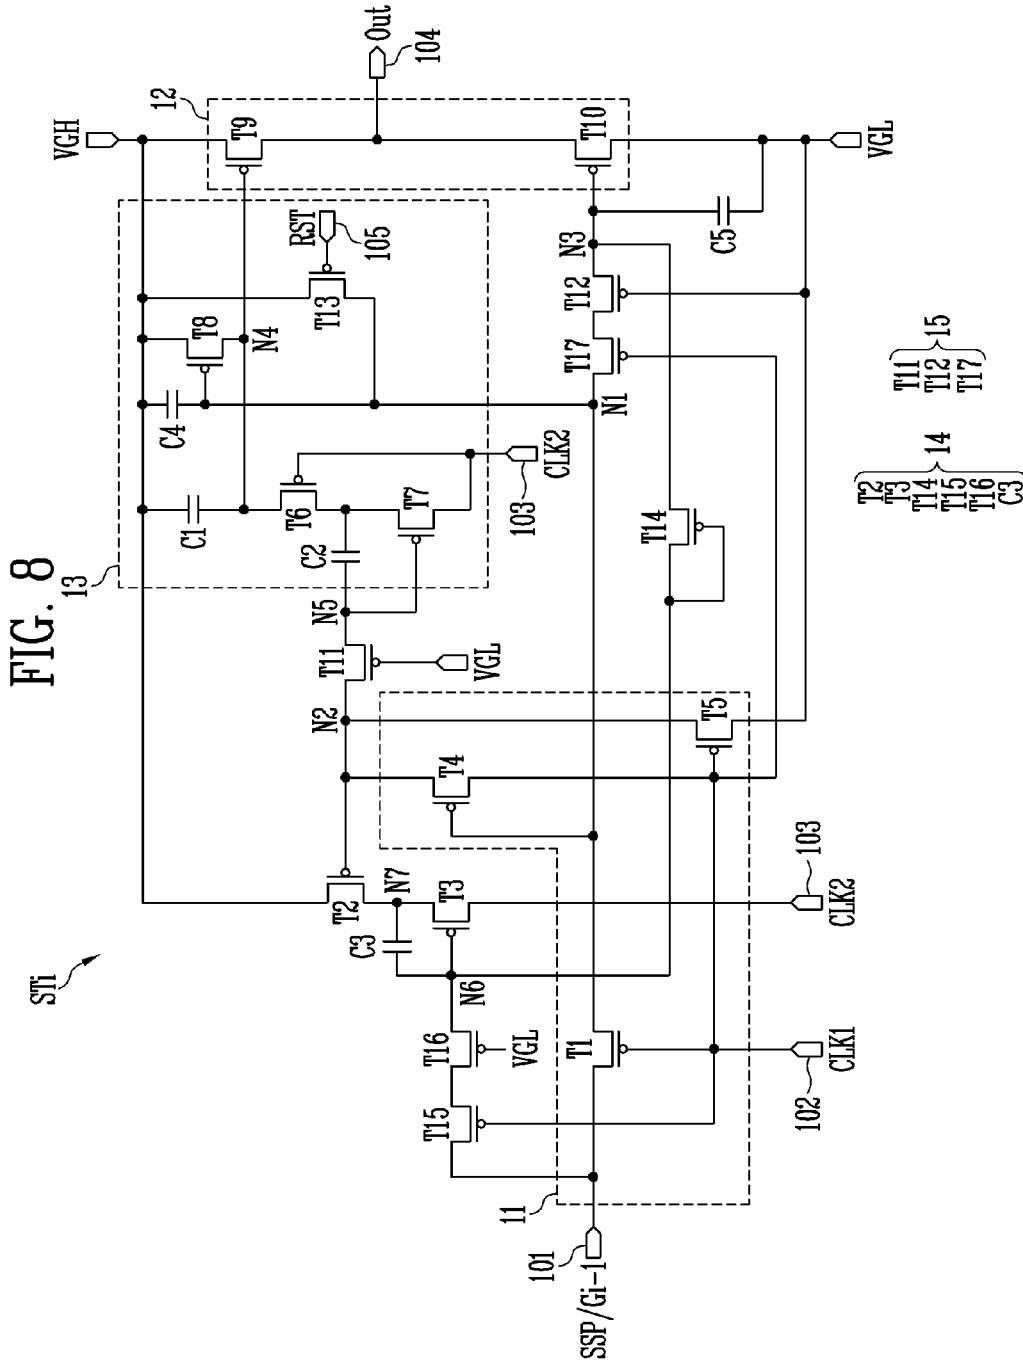 FIG. 8
STi
VGH
13
12
C1
C4
T8
N4
T13
RST
105
T9
Out
104
T6
C2
T7
103
CLK2
N5
T11
VGL
N2
T2
N7
C3
T3
N6
T4
T15
T16
VGL
11
T1
N1
T17
T12
N3
T10
C5
VGL
T14
T5
101
SSP/Gi-1
102
CLK1
103
CLK2
T2
T3
T14
T15
T16
C3
14
T11
T12
T17
15